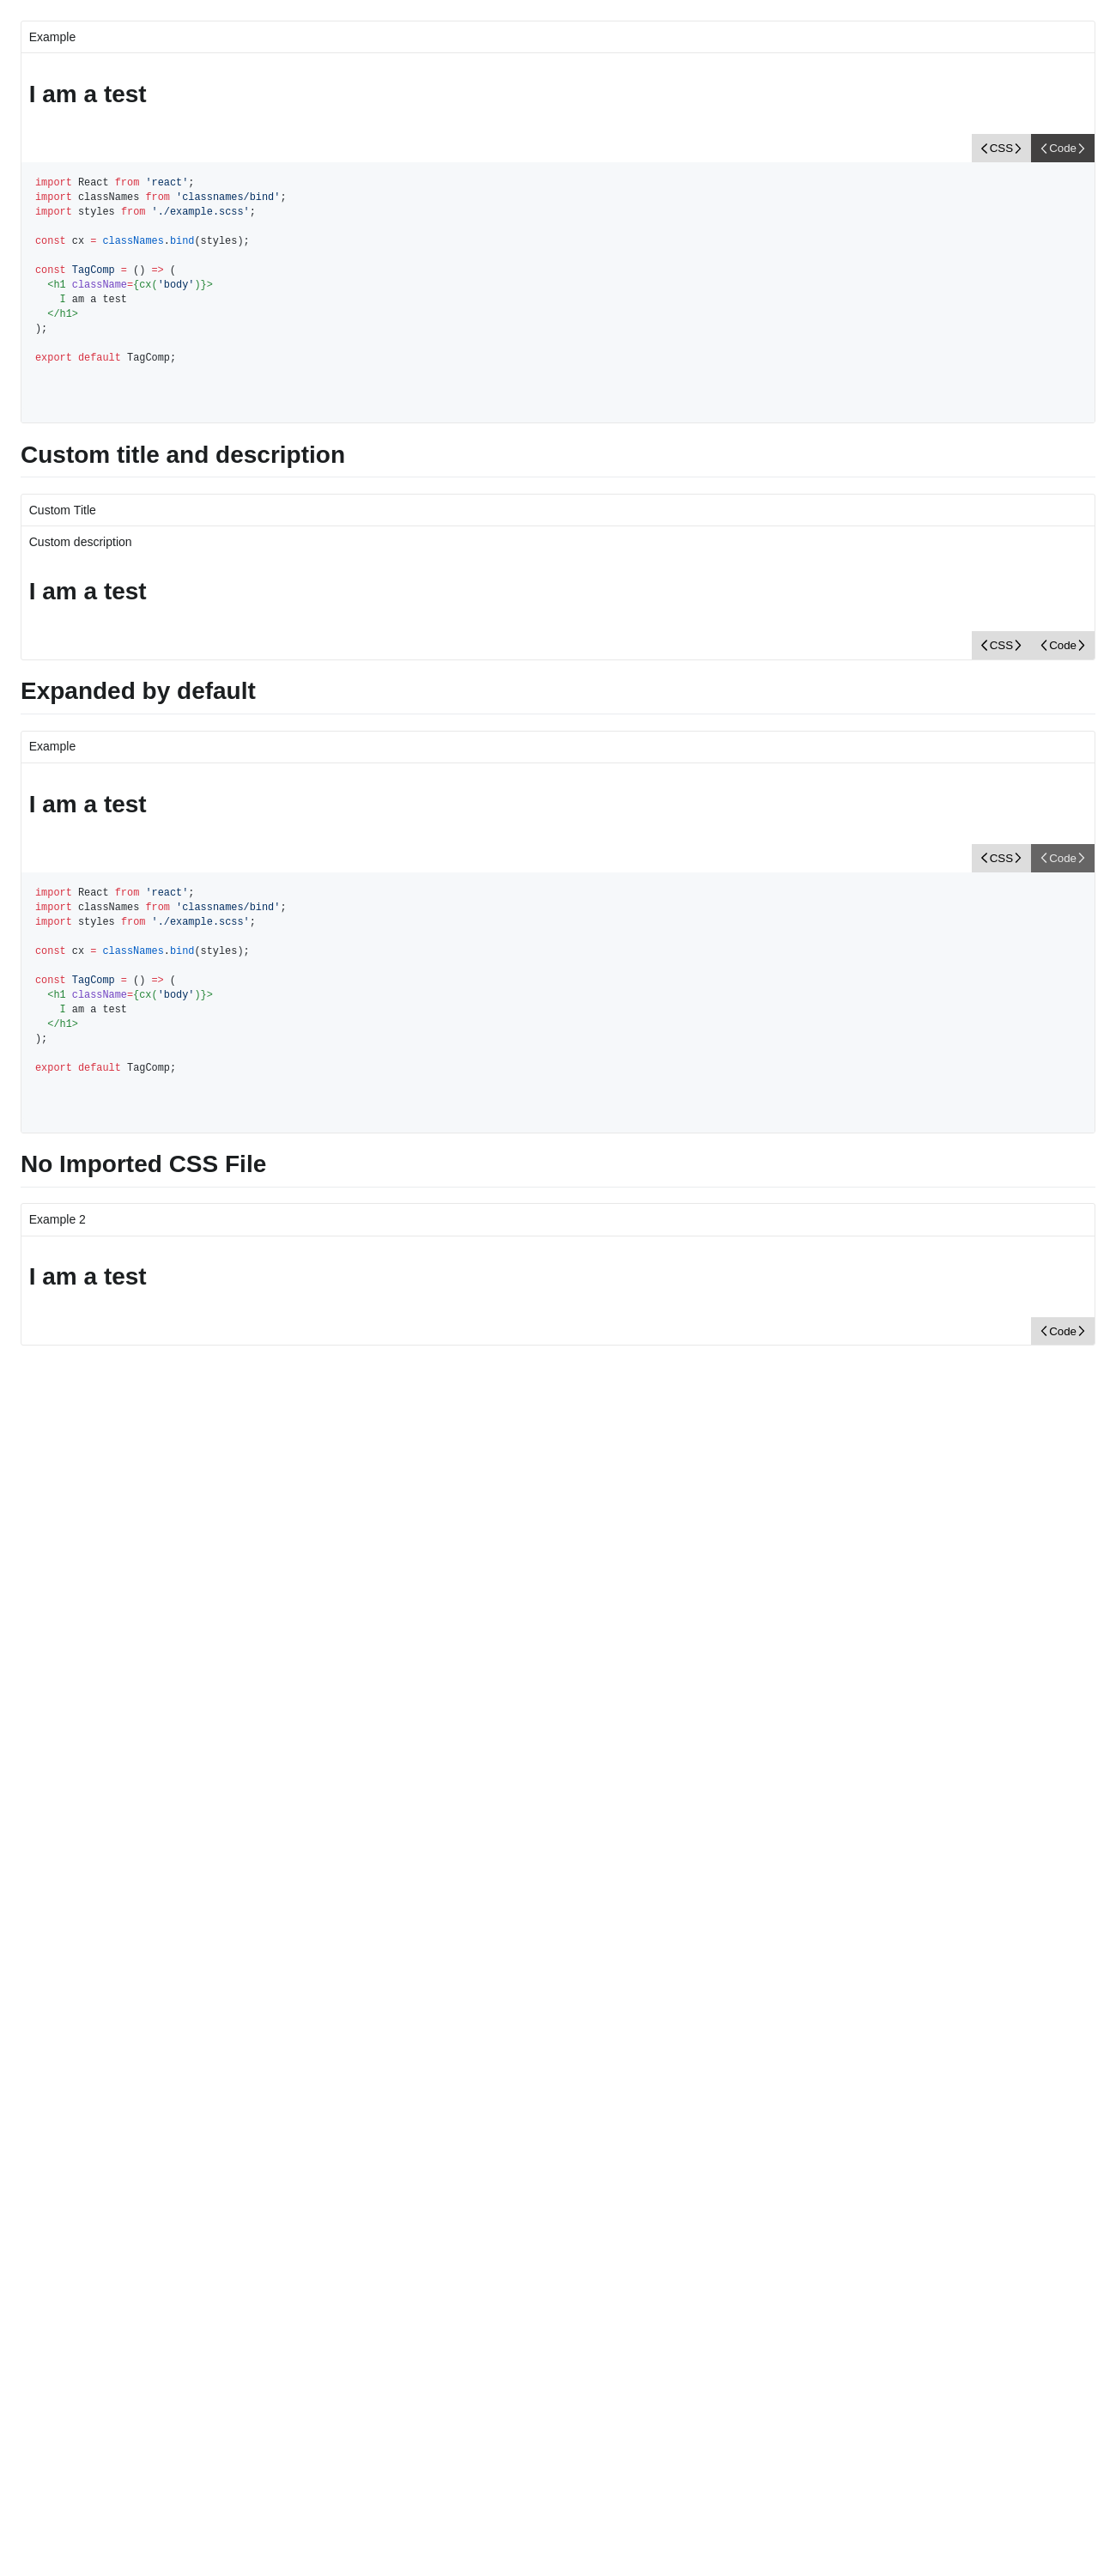 Example
I am a test
CSS Code
import React from 'react';
import classNames from 'classnames/bind';
import styles from './example.scss';
const cx = classNames.bind(styles);
const TagComp = () => (
  <h1 className={cx('body')}>
    I am a test
  </h1>
);
export default TagComp;
Custom title and description
Custom Title
Custom description
I am a test
CSS Code
Expanded by default
Example
I am a test
CSS Code
import React from 'react';
import classNames from 'classnames/bind';
import styles from './example.scss';
const cx = classNames.bind(styles);
const TagComp = () => (
  <h1 className={cx('body')}>
    I am a test
  </h1>
);
export default TagComp;
No Imported CSS File
Example 2
I am a test
Code